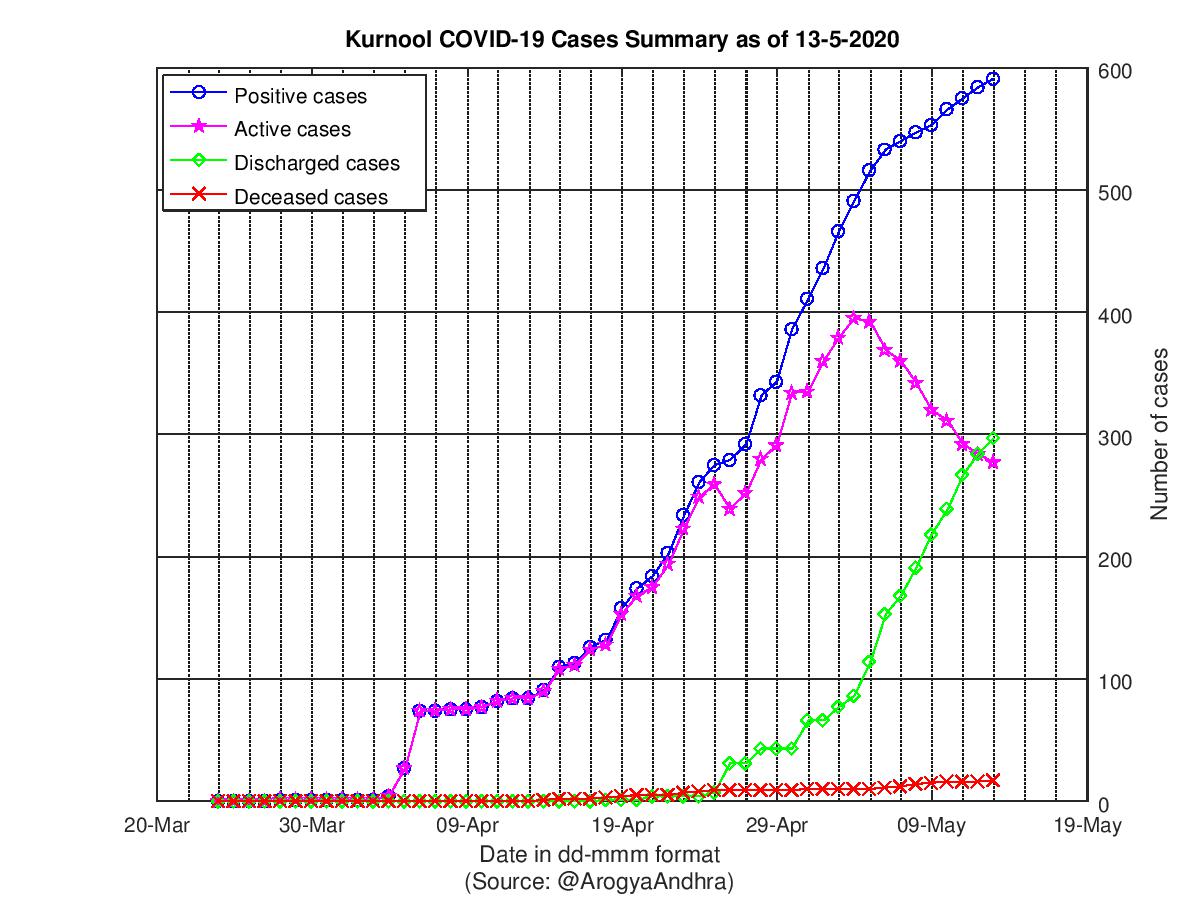 Kurnool COVID-19 Cases Summary as of 13-5-2020
Positive cases
Active cases
Discharged cases
Deceased cases
600
500
400
300
200
100
0
Number of cases
20-Mar 30-Mar 09-Apr 19-Apr 29-Apr 09-May 19-May
Date in dd-mmm format
(Source: @ArogyaAndhra)